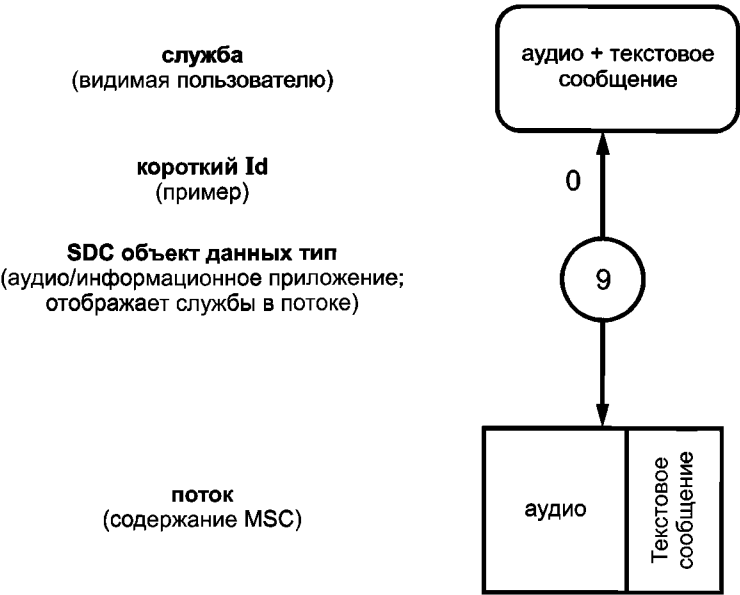 служба
(видимая пользователю)
аудио + текстовое
сообщение
короткий Id
(пример)
0
SDC объект данных тип
(аудио/информационное приложение;
отображает службы в потоке)
9
поток
(содержание MSC)
аудио
Текстовое
сообщение